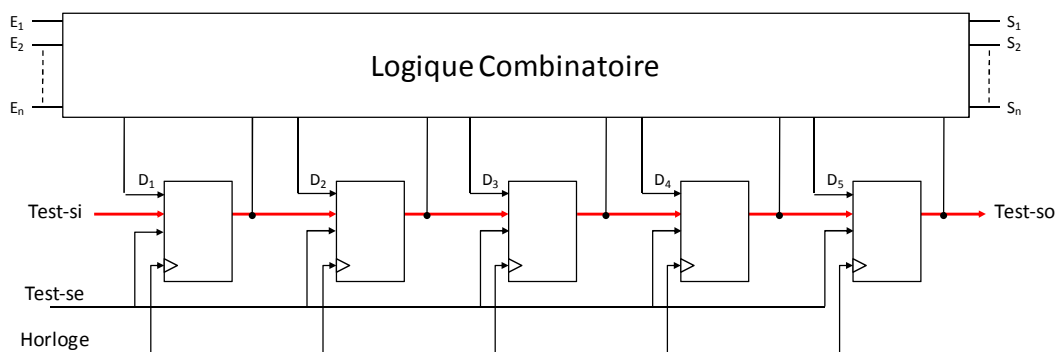 E1
S1
E2
S2
Logique Combinatoire
En
Sn
D1
D2
D3
D4
D5
Test-si
Test-so
Test-se
Horloge